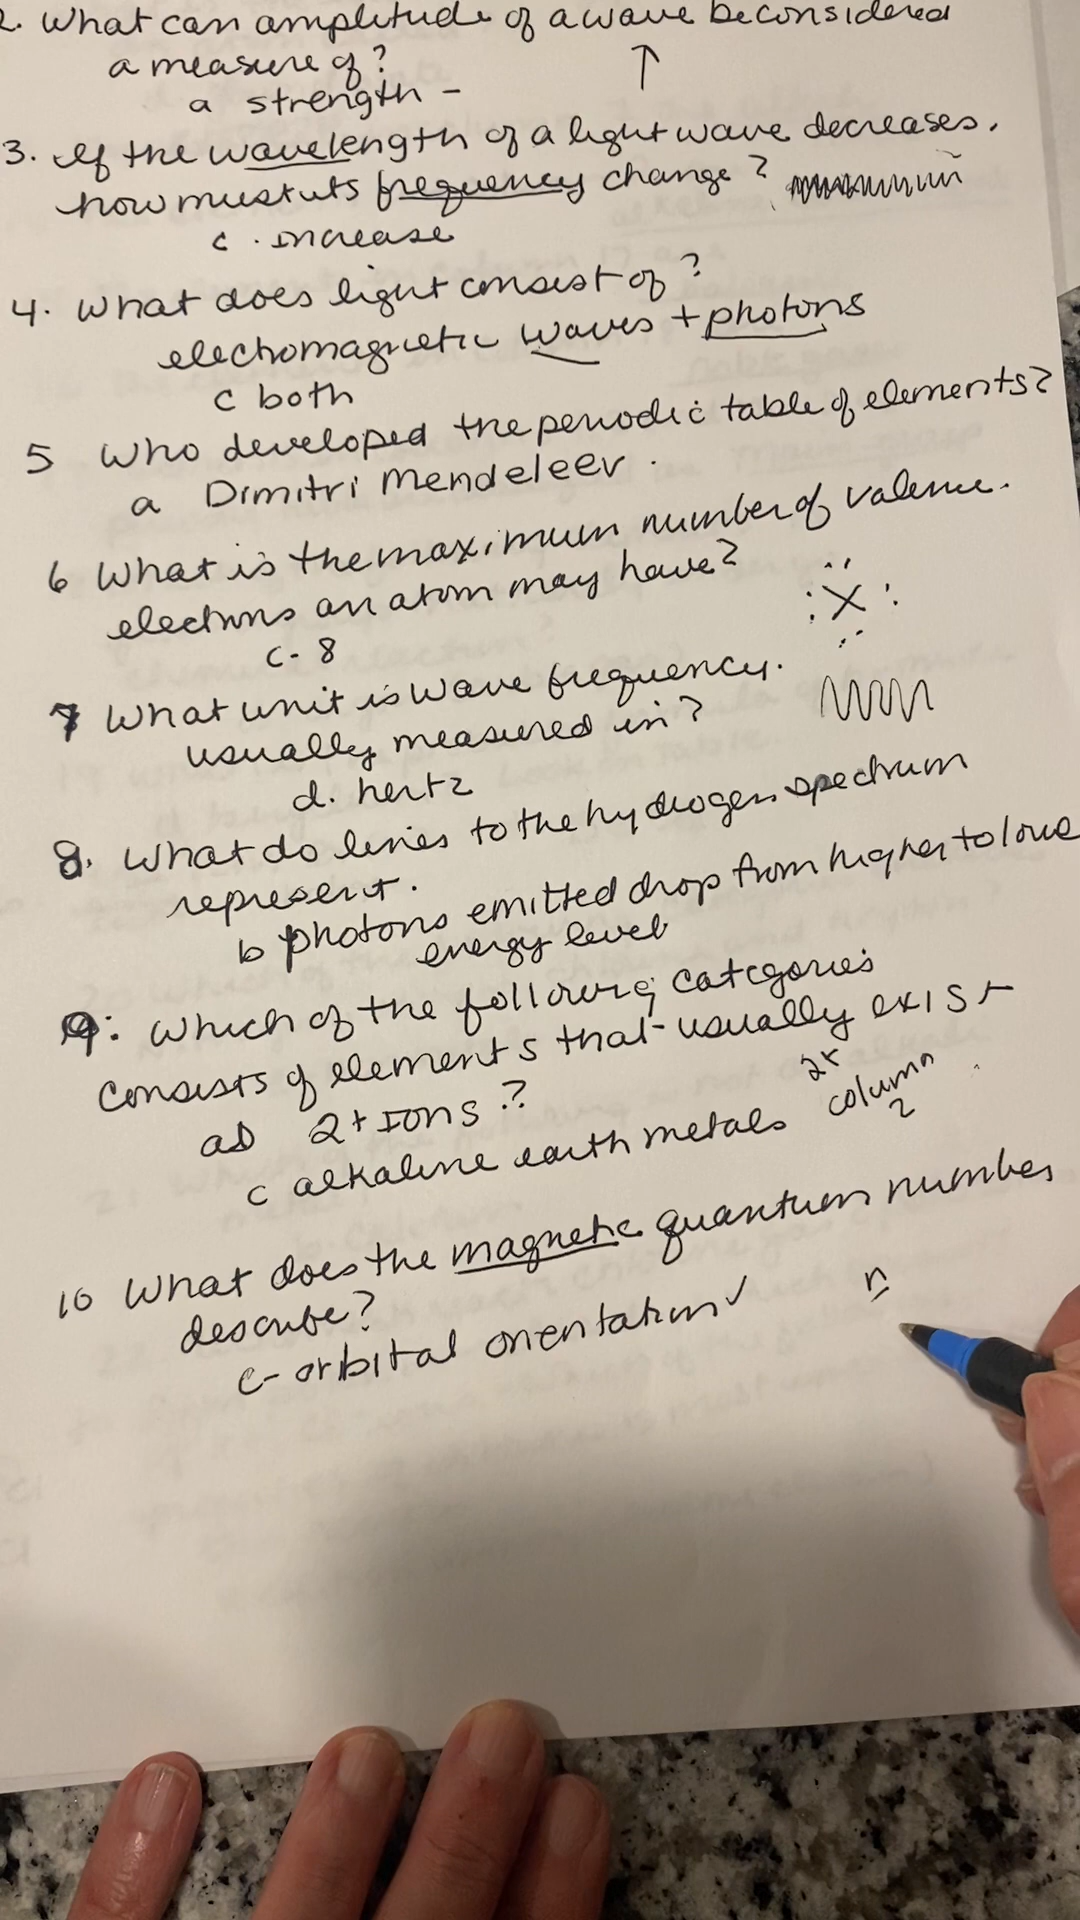 2. What can amplitude of a wave be considered
a measure of?
↑
a strength -
3. If the wavelength of a light wave decreases.
how must its frequency change?
c. increase
4. What does light consist of?
electromagnetic waves + photons
c both
5 Who developed the periodic table of elements?
a Dimitri Mendeleev.
6 What is the maximum number of valence.
electrons an atom may have?
:X:
c- 8
7 What unit is wave frequency.
usually measured in?
d. hertz
8. What do lines to the hydrogen spectrum
represent.
b photons emitted drop from higher to lowe
energy level
9: Which of the following categories
consists of elements that usually exist
as 2+ Ions?
2+
column
2
c alkaline earth metals
10 What does the magnetic quantum number
describe?
n
c- orbital orientation ✓